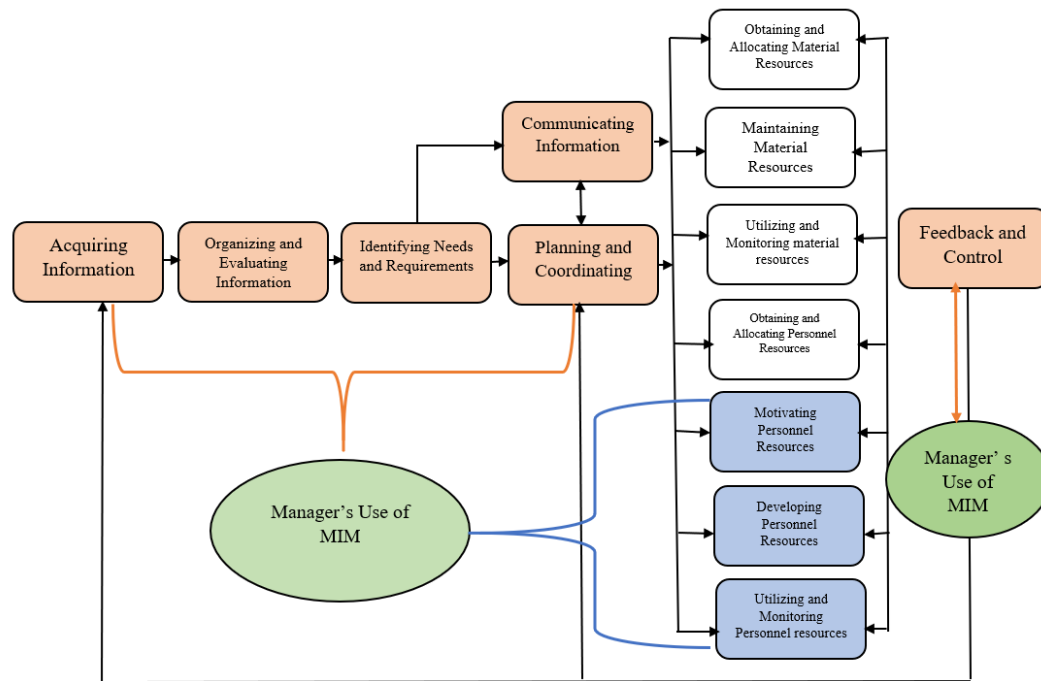 Obtaining and
Allocating Material
Resources
Communicating
Information
Maintaining
Material
Resources
Acquiring
Information
Organizing and
Evaluating
Information
Identifying Needs
and Requirements
Planning and
Coordinating
Utilizing and
Monitoring material
resources
Feedback and
Control
Obtaining and
Allocating Personnel
Resources
Motivating
Personnel
Resources
Manager’s Use of
MIM
Manager’ s
Use of
MIM
Developing
Personnel
Resources
Utilizing and
Monitoring
Personnel resources